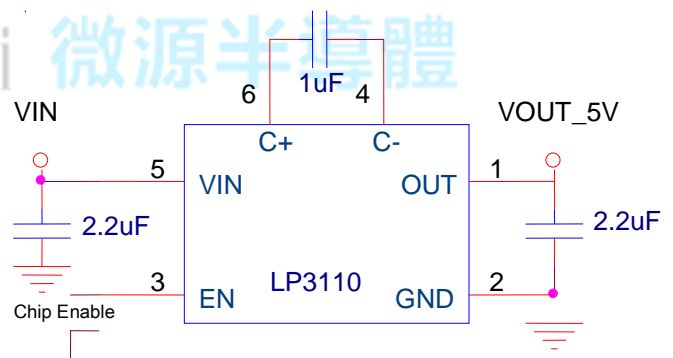 i 微源半導體
1uF
6
4
VIN
VOUT_5V
C+
C-
5
VIN
OUT
1
2.2uF
2.2uF
3
EN
LP3110
GND
2
Chip Enable